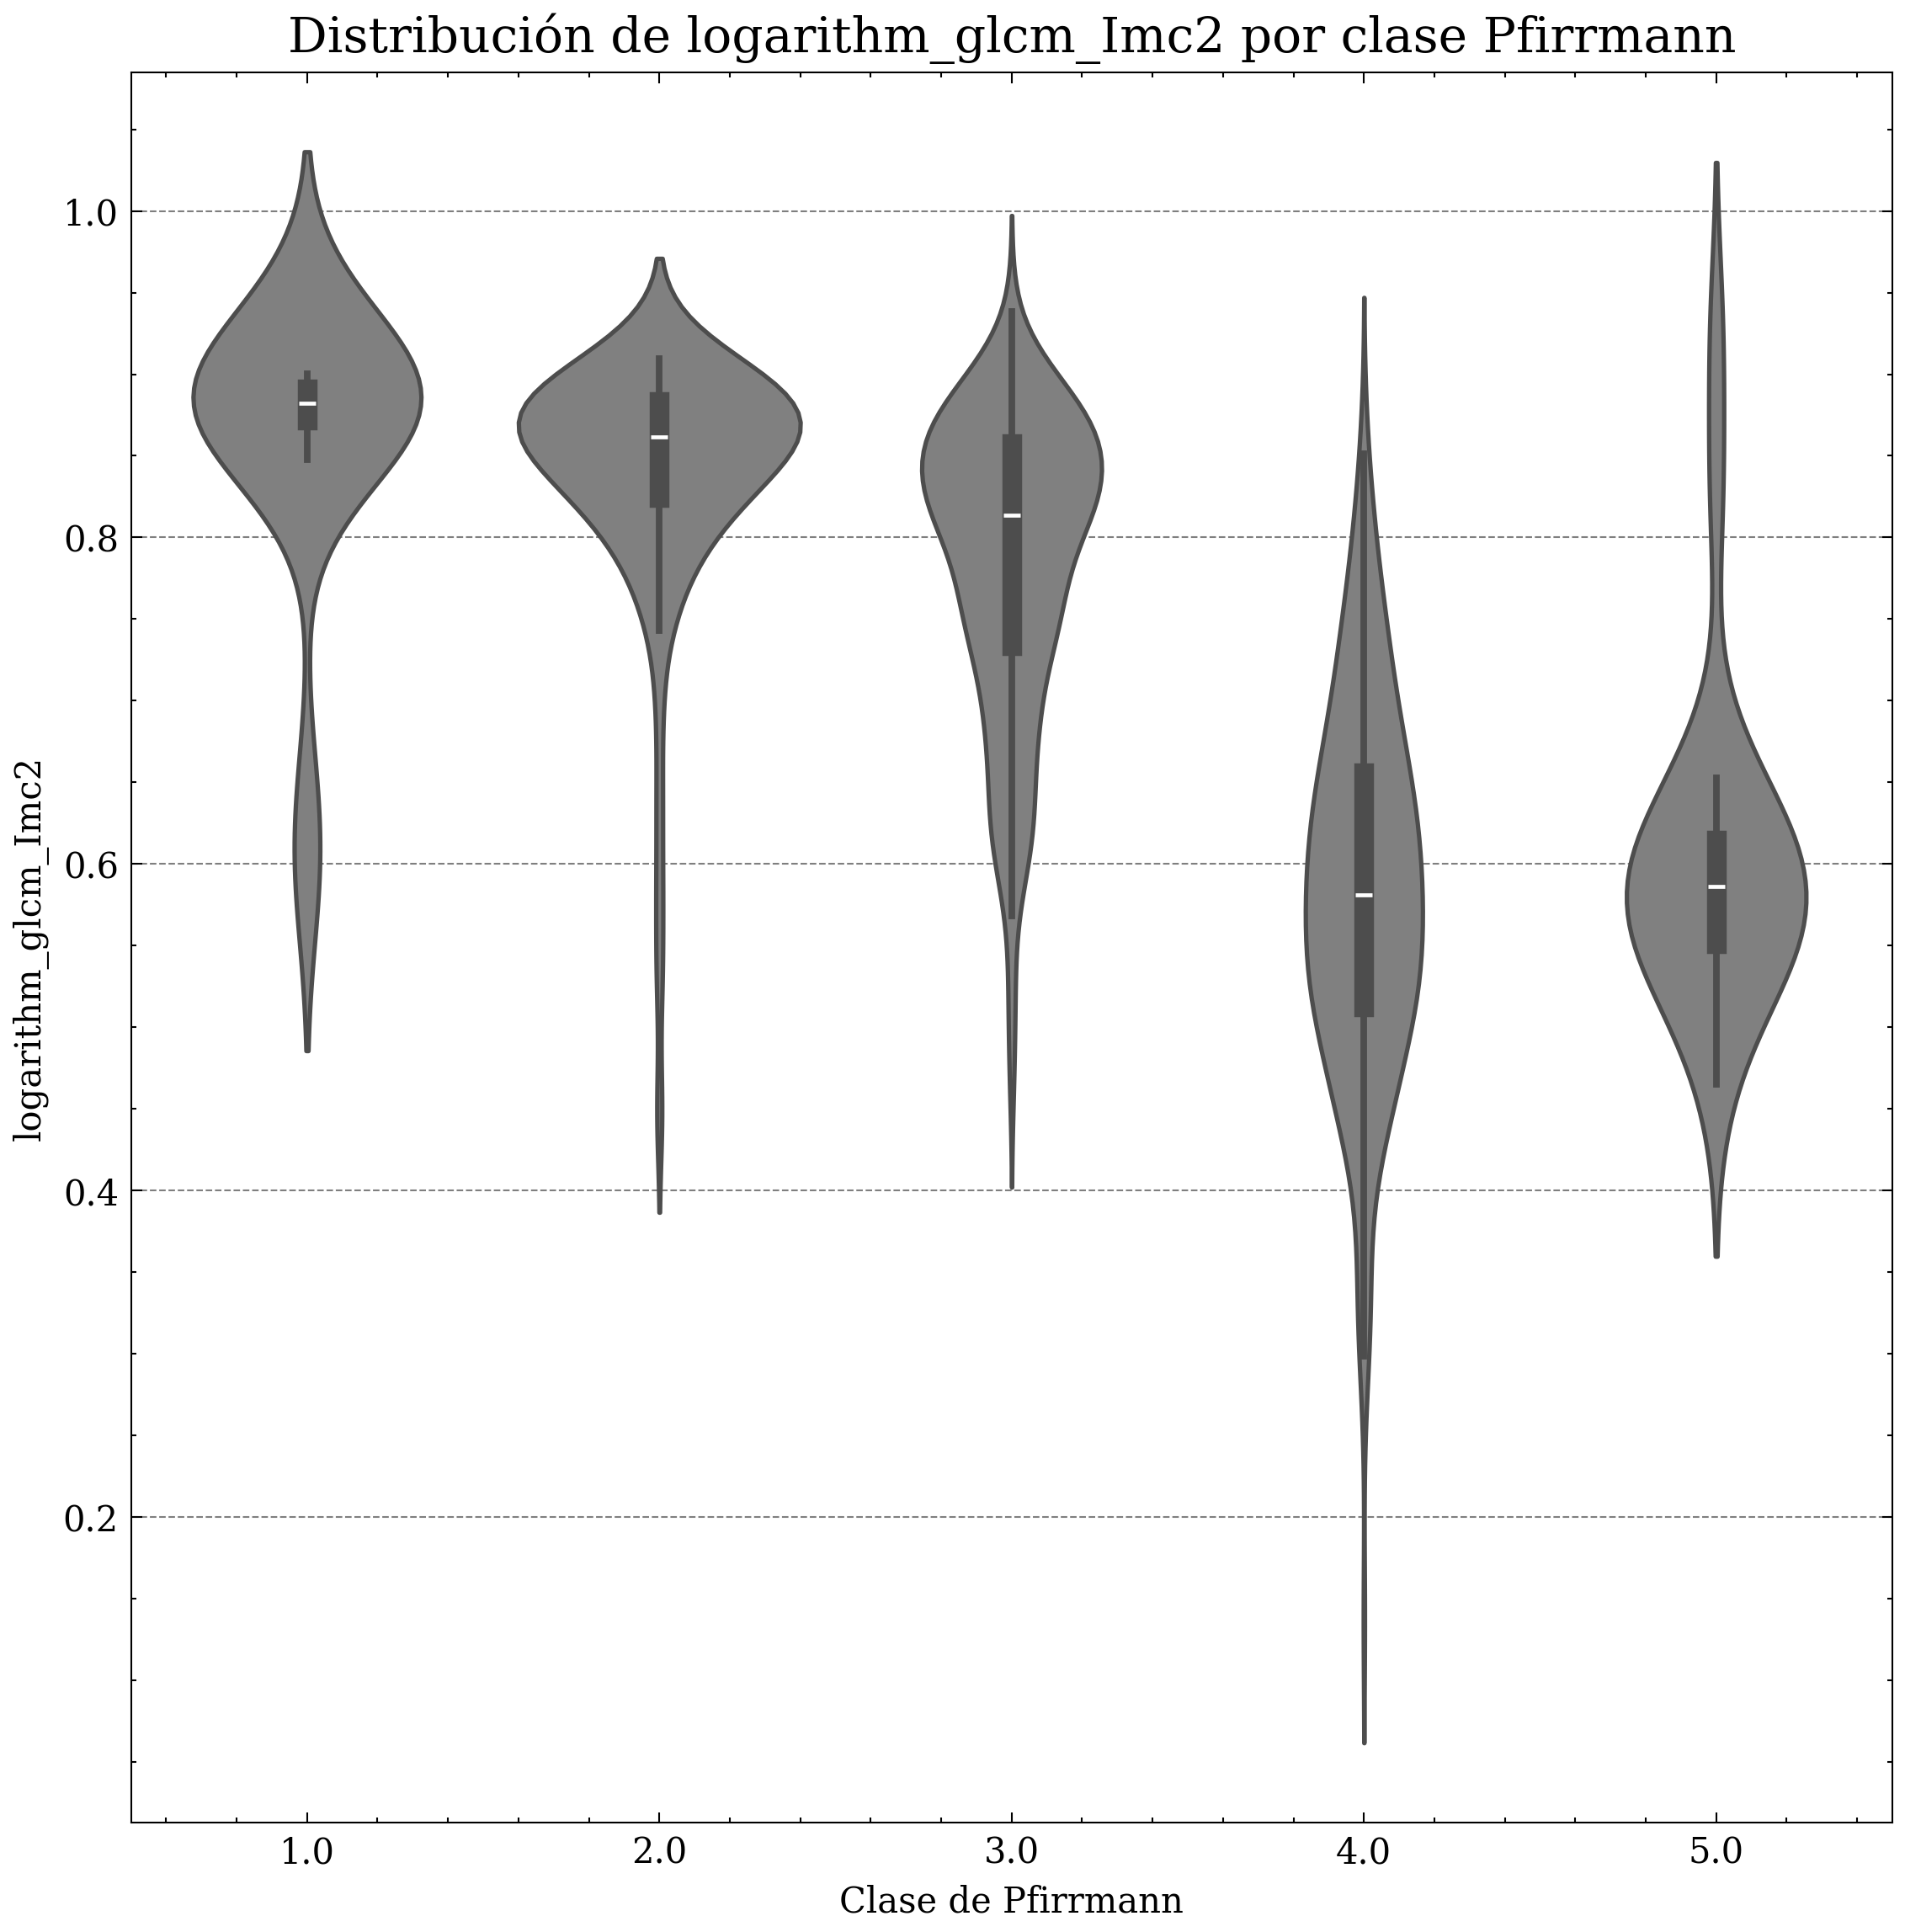 Distribución de logarithm_glcm_Imc2 por clase Pfirrmann
logarithm_glcm_Imc2
1.0
0.8
0.6
0.4
0.2
1.0 2.0 3.0 4.0 5.0
Clase de Pfirrmann